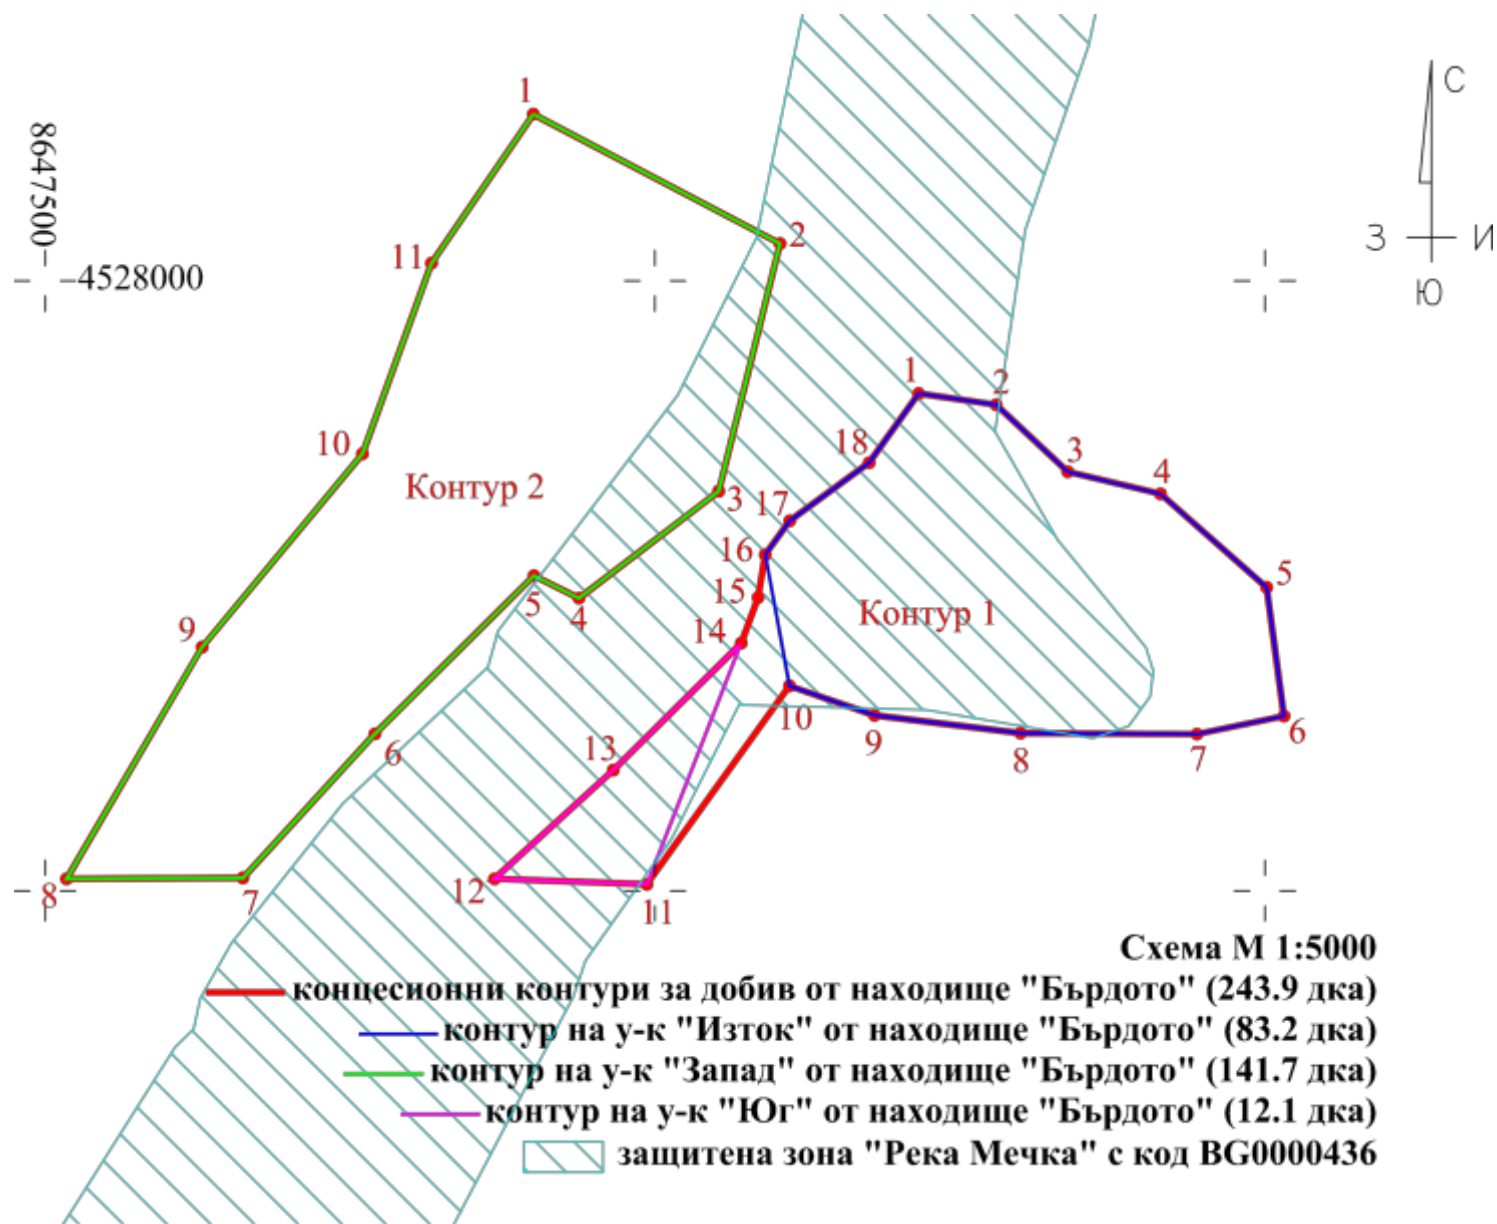 1
С
8647500
2
З
И
11
-4528000
Ю
1
2
10
18
3
4
Контур 2
3
17
16
5
5
4
15
Контур 1
9
14
10
6
9
6
13
8
7
8
7
12
11
Схема М 1:5000
концесионни контури за добив от находище "Бърдото" (243.9 дка)
контур на у-к "Изток" от находище "Бърдото" (83.2 дка)
контур на у-к "Запад" от находище "Бърдото" (141.7 дка)
контур на у-к "Юг" от находище "Бърдото" (12.1 дка)
защитена зона "Река Мечка" с код BG0000436